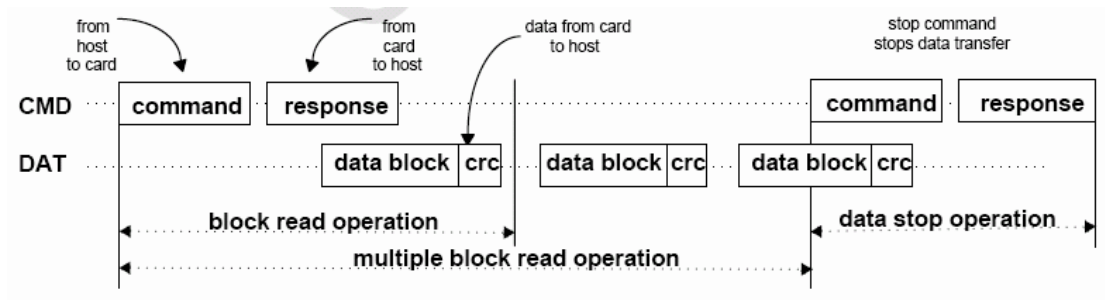 from
host
to card
from
card
to host
data from card
to host
stop command
stops data transfer
CMD
command
response
command
response
DAT
data block
crc
data block
crc
data block
crc
block read operation
data stop operation
multiple block read operation